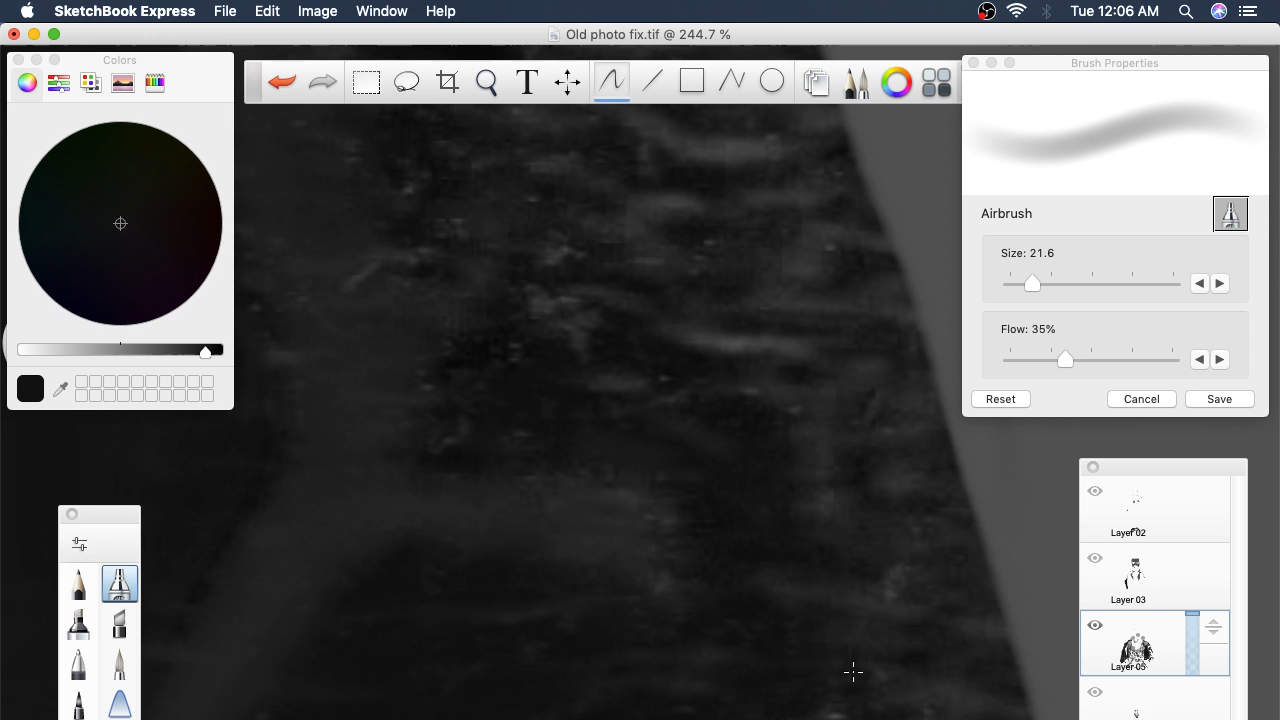 SketchBook Express File Edit Image Window Help Tue 12:06 AM
Old photo fix.tif @ 244.7 %
Colors
T
Brush Properties
Airbrush
Size: 21.6
Flow: 35%
Reset Cancel Save
Layer 02
Layer 03
Layer 05